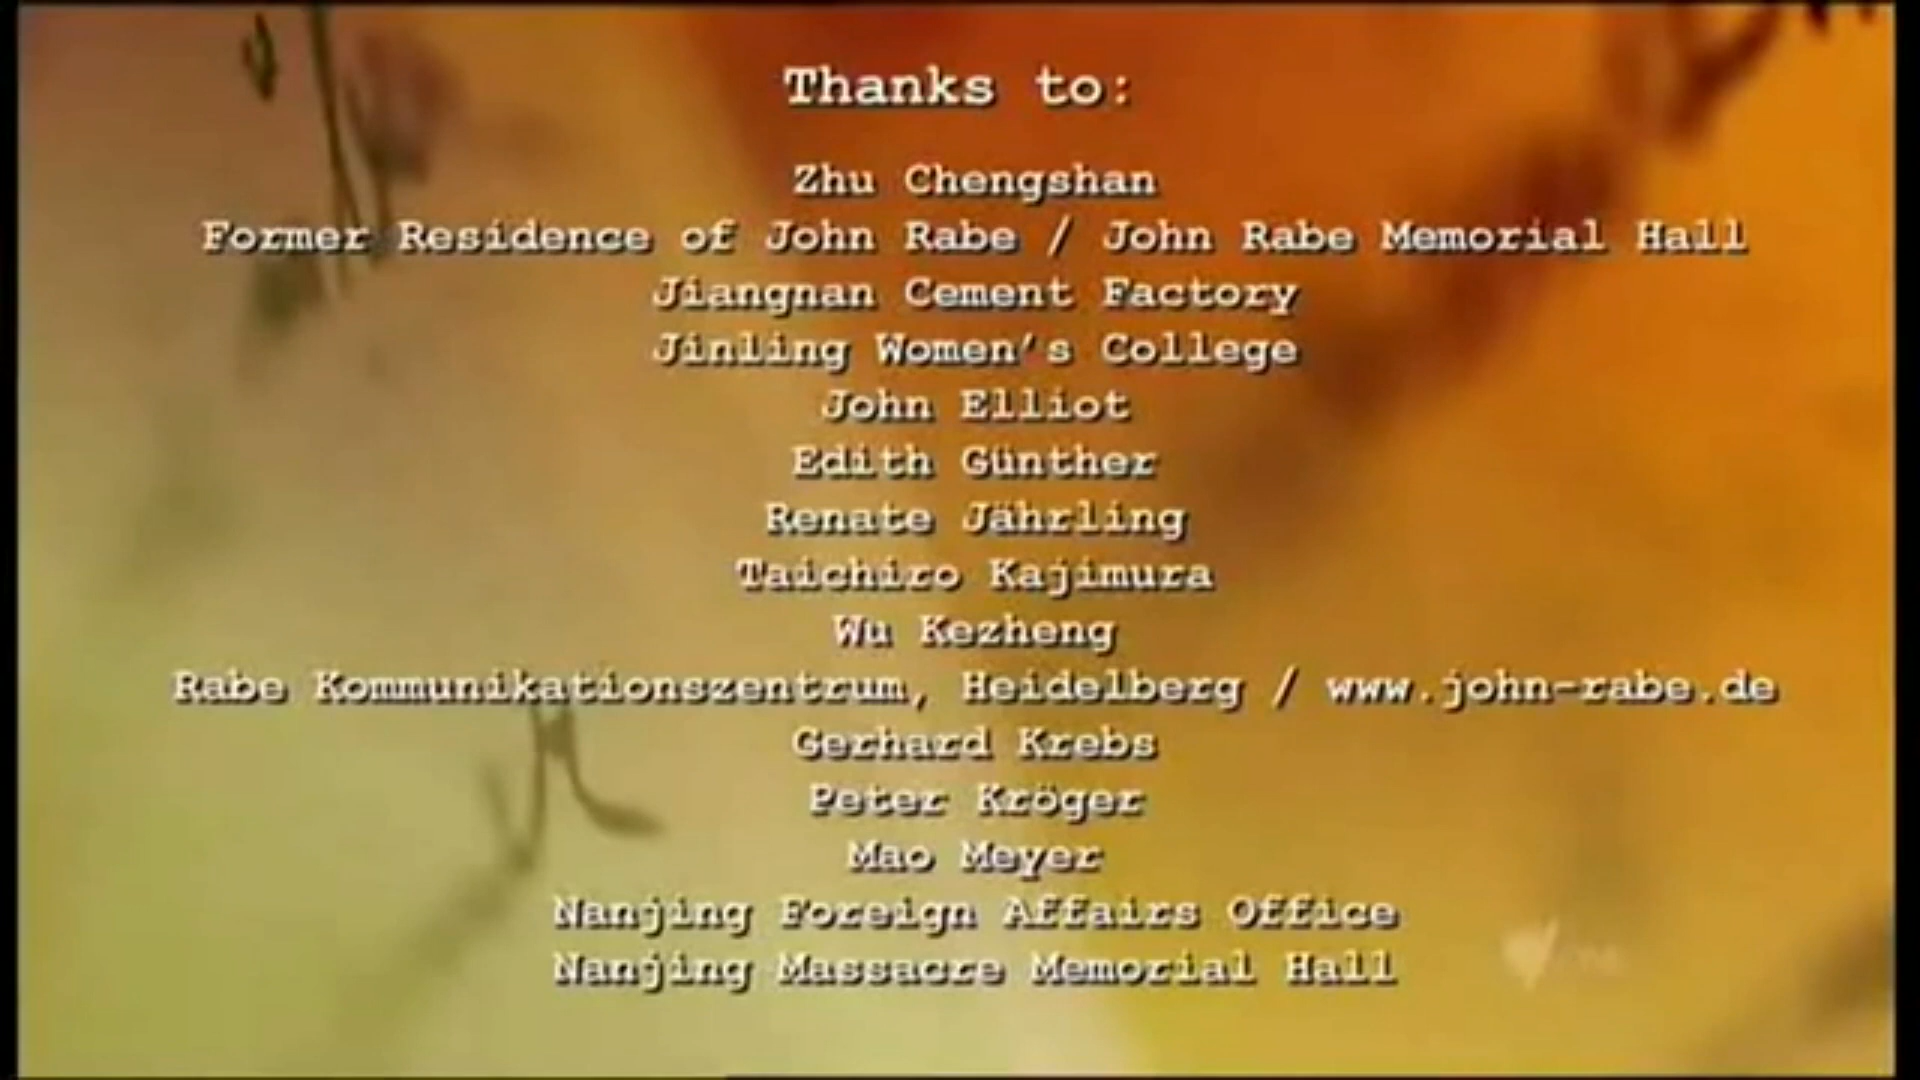 Thanks to:
Zhu Chengshan
Former Residence of John Rabe / John Rabe Memorial Hall
Jiangnan Cement Factory
Jinling Women's College
John Elliot
Edith Günther
Renate Jährling
Taichiro Kajimura
Wu Kezheng
Rabe Kommunikationszentrum, Heidelberg / www.john-rabe.de
Gerhard Krebs
Peter Kröger
Mao Meyer
Nanjing Foreign Affairs Office
Nanjing Massacre Memorial Hall